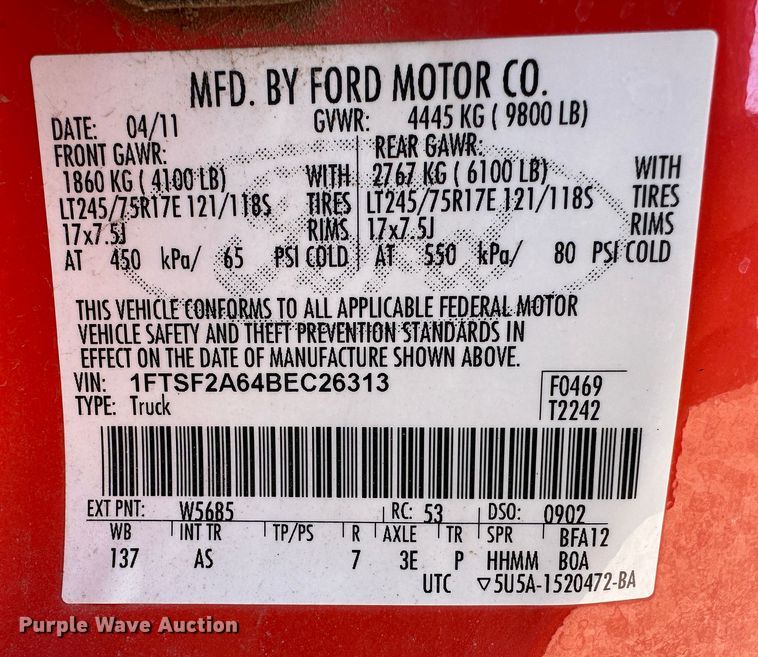 MFD. BY FORD MOTOR CO.
DATE: 04/11 GVWR: 4445 KG ( 9800 LB)
FRONT GAWR: REAR GAWR:
1860 KG ( 4100 LB) WITH 2767 KG ( 6100 LB) WITH
LT245/75R17E 121/118S TIRES LT245/75R17E 121/118S TIRES
17x7.5J RIMS 17x7.5J RIMS
AT 450 kPa/ 65 PSI COLD AT 550 kPa/ 80 PSI COLD
THIS VEHICLE CONFORMS TO ALL APPLICABLE FEDERAL MOTOR
VEHICLE SAFETY AND THEFT PREVENTION STANDARDS IN
EFFECT ON THE DATE OF MANUFACTURE SHOWN ABOVE.
VIN: 1FTSF2A64BEC26313 F0469
TYPE: Truck T2242
EXT PNT: W5685 RC: 53 DSO: 0902
WB INT TR TP/PS R AXLE TR SPR BFA12
137 AS 7 3E P HHMM BOA
UTC ▽5U5A-1520472-BA
Purple Wave Auction